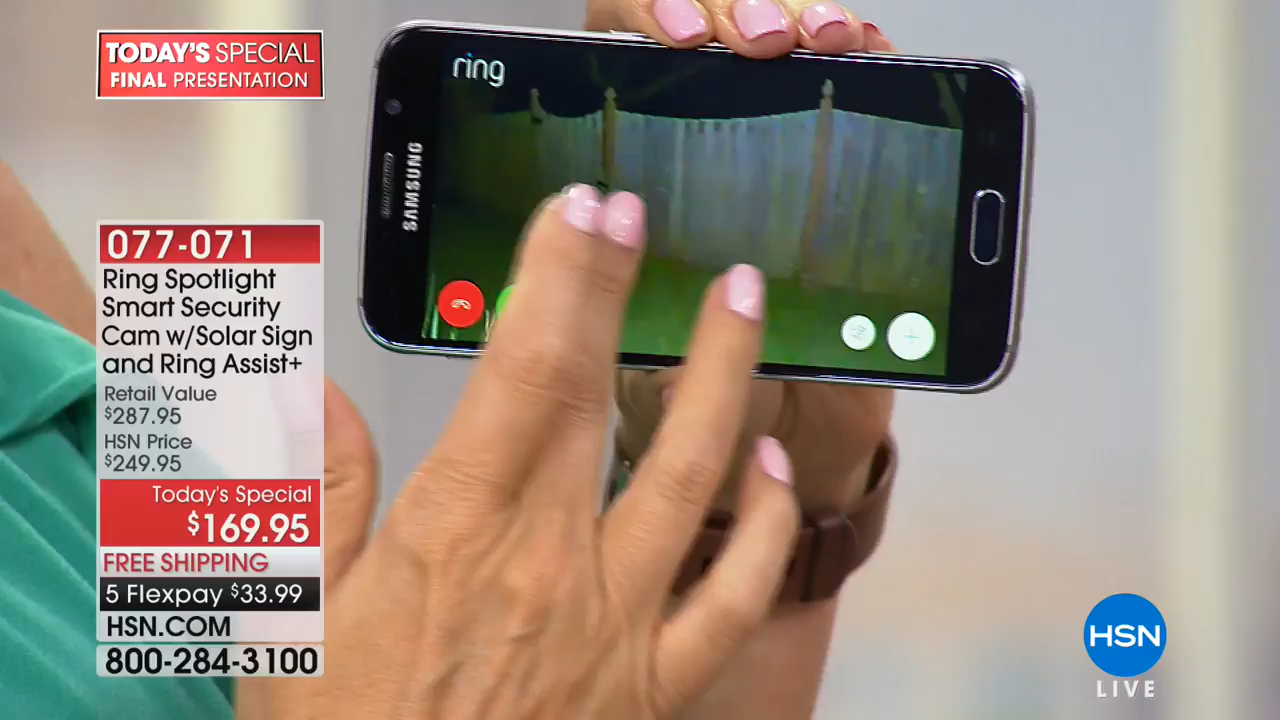 TODAY'S SPECIAL
FINAL PRESENTATION
ring
SAMSUNG
077-071
Ring Spotlight
Smart Security
Cam w/Solar Sign
and Ring Assist+
Retail Value
$287.95
HSN Price
$249.95
Today's Special
$169.95
FREE SHIPPING
5 Flexpay $33.99
HSN.COM
800-284-3100
HSN
LIVE